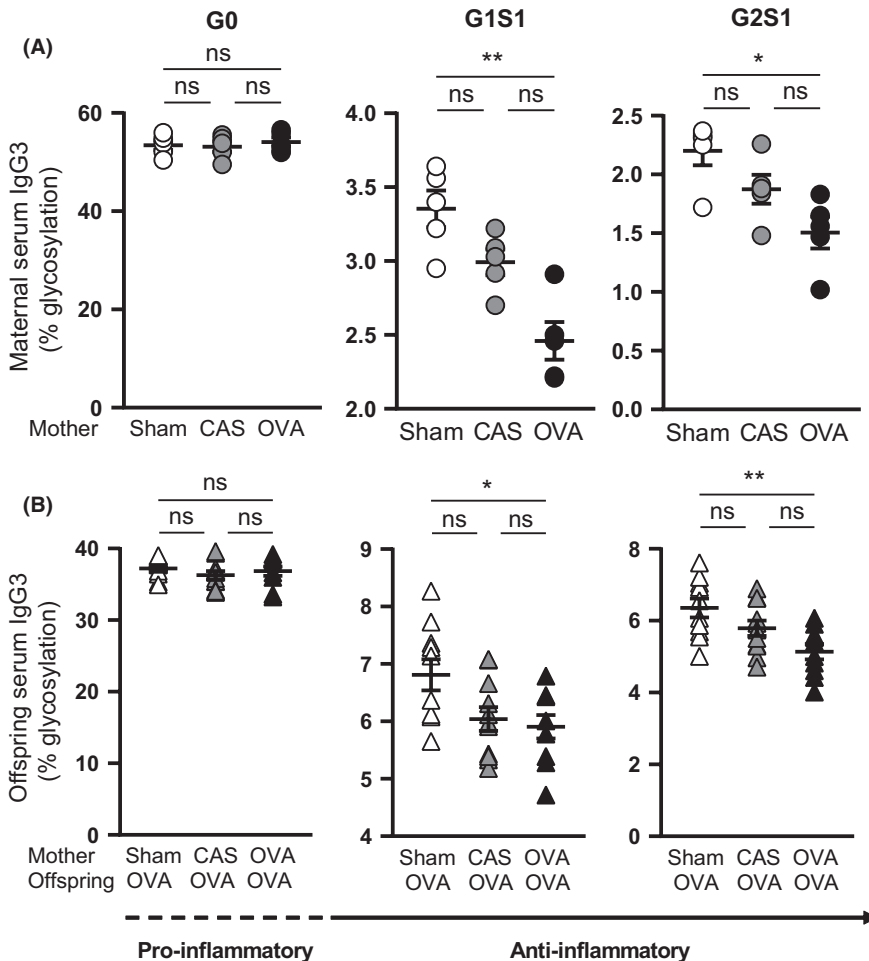 G0 G1S1 G2S1
(A)
ns ** *
ns ns ns ns ns ns
Maternal serum IgG3
(% glycosylation)
60 4.0 2.5
40 3.5 2.0
20 3.0 1.5
0 2.5 1.0
2.0 0.5
0.0
Mother Sham CAS OVA Sham CAS OVA Sham CAS OVA
(B)
ns * **
ns ns ns ns ns ns
Offspring serum IgG3
(% glycosylation)
40 9 8
30 8 6
20 7 4
10 6 2
0 5 0
4
Mother Sham CAS OVA Sham CAS OVA Sham CAS OVA
Offspring OVA OVA OVA OVA OVA OVA OVA OVA OVA
Pro-inflammatory Anti-inflammatory